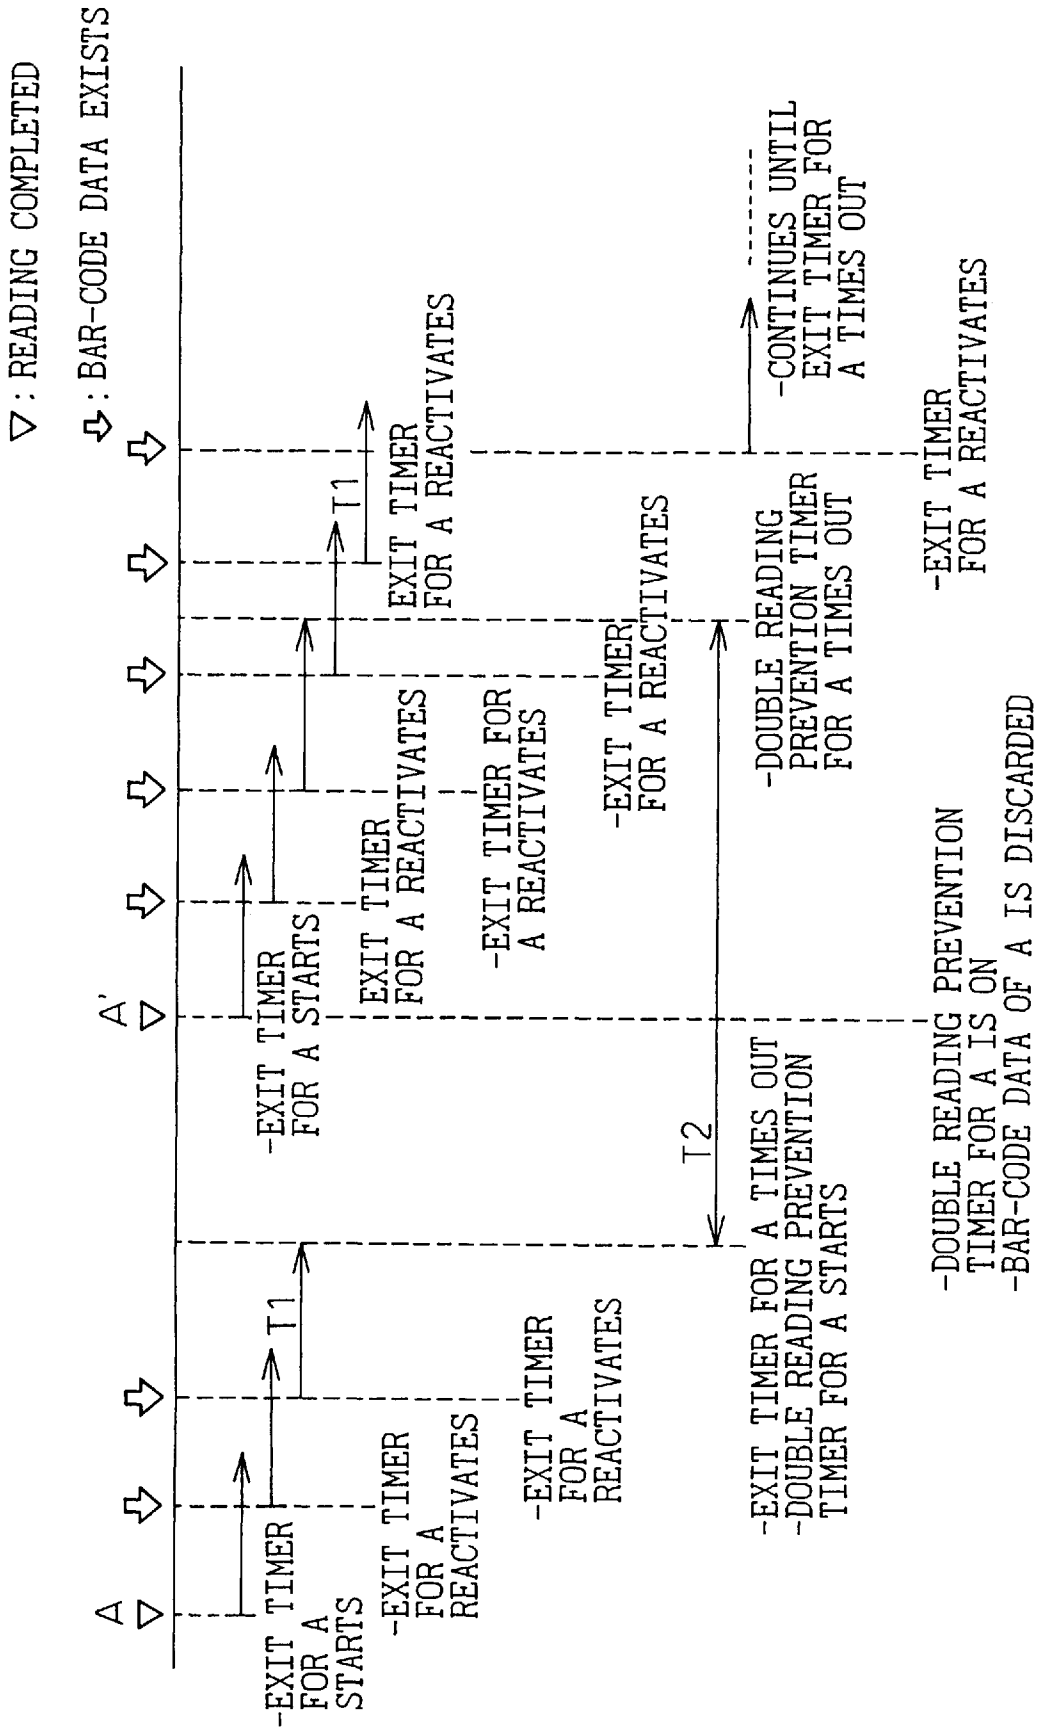 ▽: READING COMPLETED
⇩: BAR-CODE DATA EXISTS
A
A'
-EXIT TIMER
FOR A
STARTS
-EXIT TIMER
FOR A
REACTIVATES
T1
-EXIT TIMER
FOR A
REACTIVATES
-EXIT TIMER FOR A TIMES OUT
-DOUBLE READING PREVENTION
TIMER FOR A STARTS
T2
-EXIT TIMER
FOR A STARTS
-DOUBLE READING PREVENTION
TIMER FOR A IS ON
-BAR-CODE DATA OF A IS DISCARDED
EXIT TIMER
FOR A REACTIVATES
-EXIT TIMER FOR
A REACTIVATES
-EXIT TIMER
FOR A REACTIVATES
-DOUBLE READING
PREVENTION TIMER
FOR A TIMES OUT
T1
EXIT TIMER
FOR A REACTIVATES
-EXIT TIMER
FOR A REACTIVATES
-CONTINUES UNTIL
EXIT TIMER FOR
A TIMES OUT